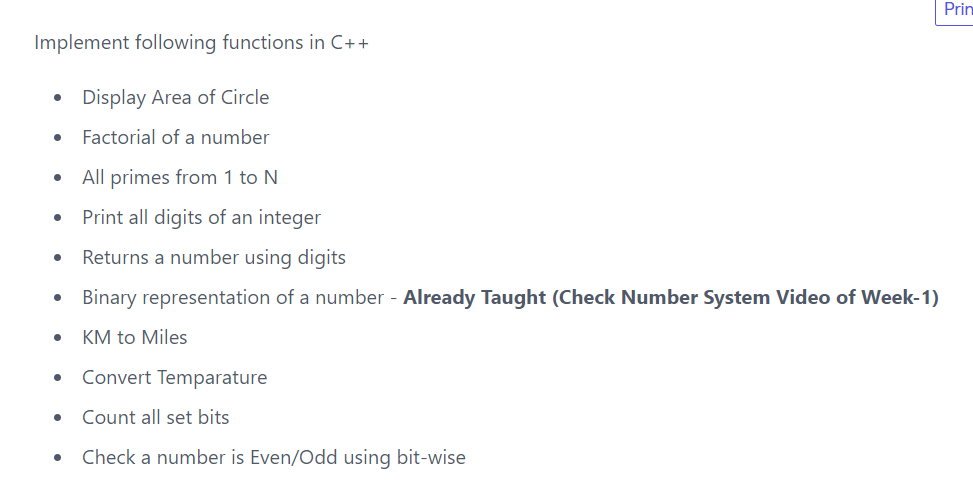 Prin
Implement following functions in C++
Display Area of Circle
Factorial of a number
All primes from 1 to N
Print all digits of an integer
Returns a number using digits
Binary representation of a number - Already Taught (Check Number System Video of Week-1)
KM to Miles
Convert Temparature
Count all set bits
Check a number is Even/Odd using bit-wise